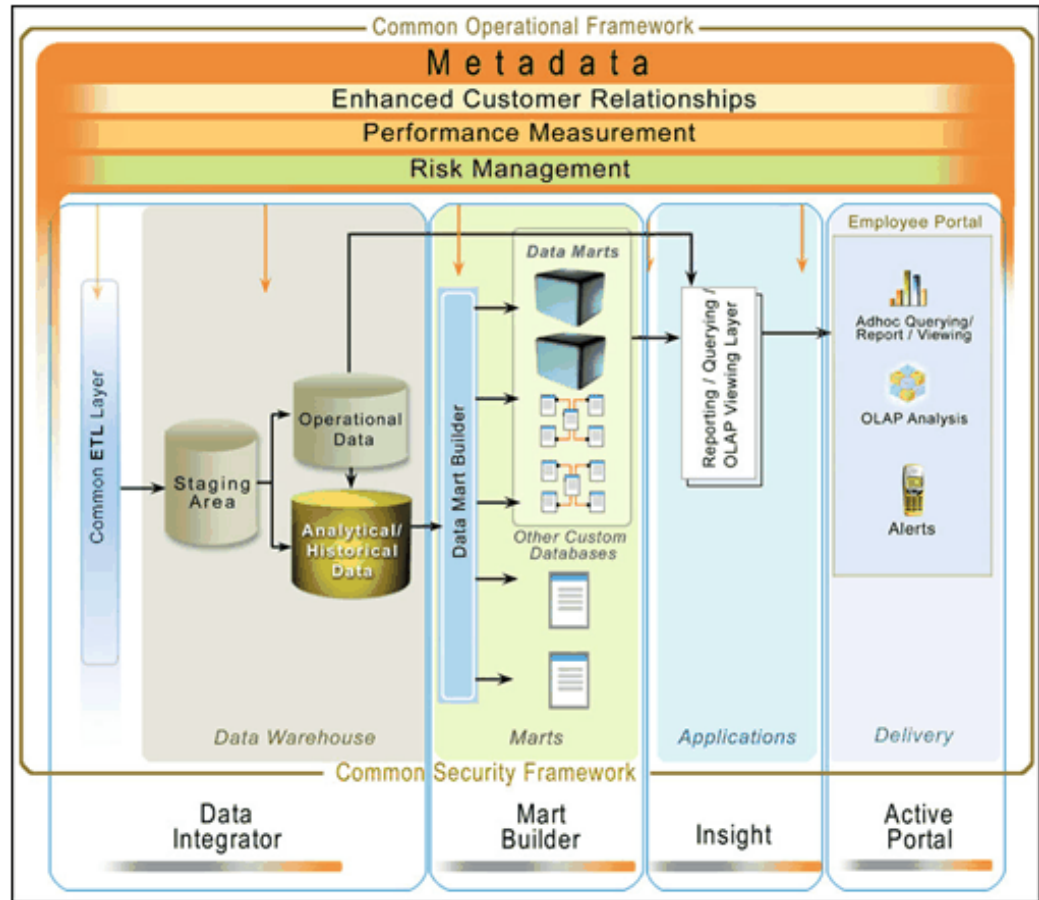 Common Operational Framework
Metadata
Enhanced Customer Relationships
Performance Measurement
Risk Management
Common ETL Layer
Staging
Area
Operational
Data
Analytical/
Historical
Data
Data Warehouse
Data Mart Builder
Data Marts
Other Custom
Databases
Marts
Reporting / Querying /
OLAP Viewing Layer
Applications
Employee Portal
Adhoc Querying/
Report / Viewing
OLAP Analysis
Alerts
Delivery
Common Security Framework
Data
Integrator
Mart
Builder
Insight
Active
Portal